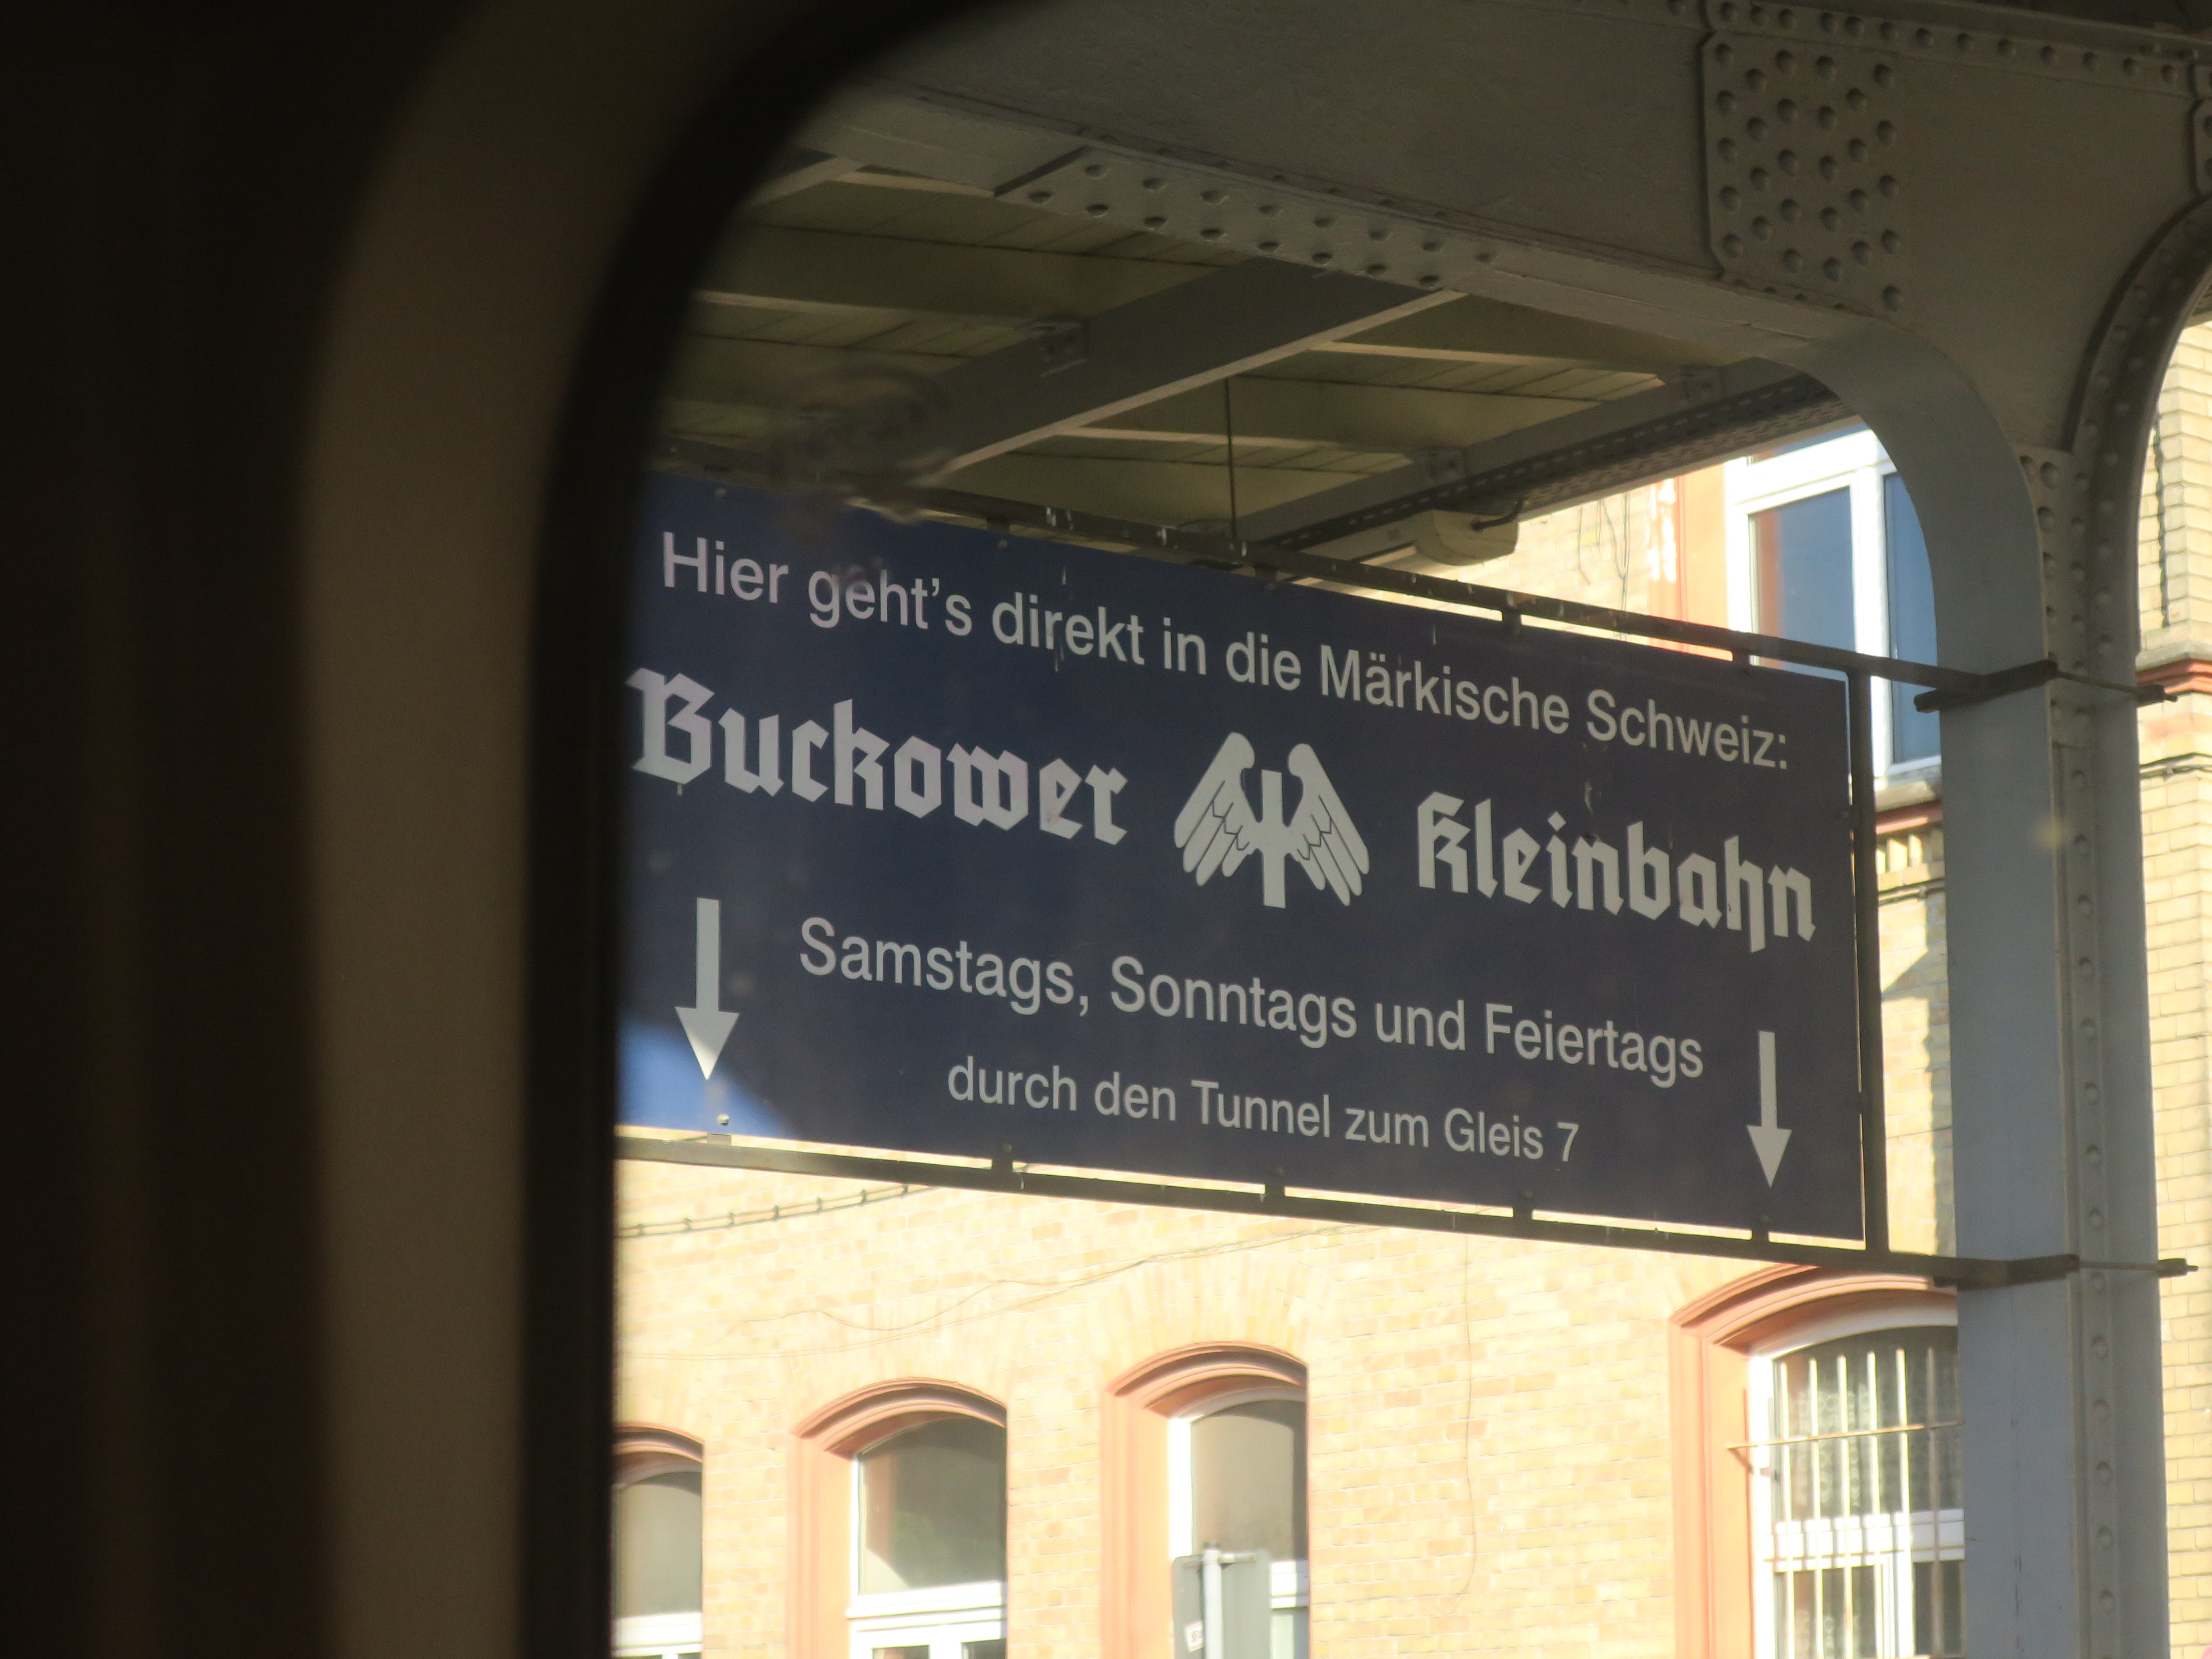 Hier geht's direkt in die Märkische Schweiz:
Buckower Kleinbahn
Samstags, Sonntags und Feiertags
durch den Tunnel zum Gleis 7